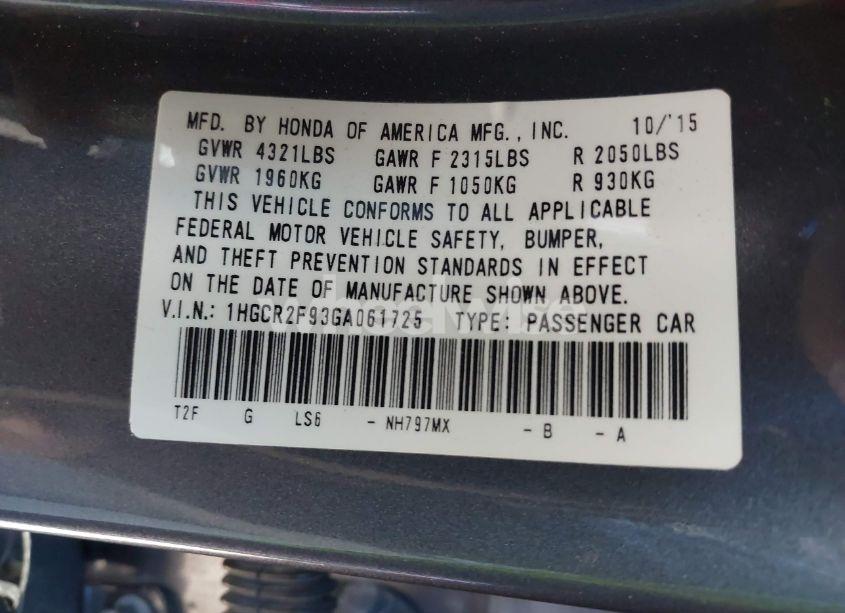 MFD. BY HONDA OF AMERICA MFG., INC. 10/'15
GVWR 4321LBS GAWR F 2315LBS R 2050LBS
GVWR 1960KG GAWR F 1050KG R 930KG
THIS VEHICLE CONFORMS TO ALL APPLICABLE
FEDERAL MOTOR VEHICLE SAFETY, BUMPER,
AND THEFT PREVENTION STANDARDS IN EFFECT
ON THE DATE OF MANUFACTURE SHOWN ABOVE.
V.I.N.: 1HGCR2F93GA061725 TYPE: PASSENGER CAR
T2F G LS6 - NH797MX - B - A